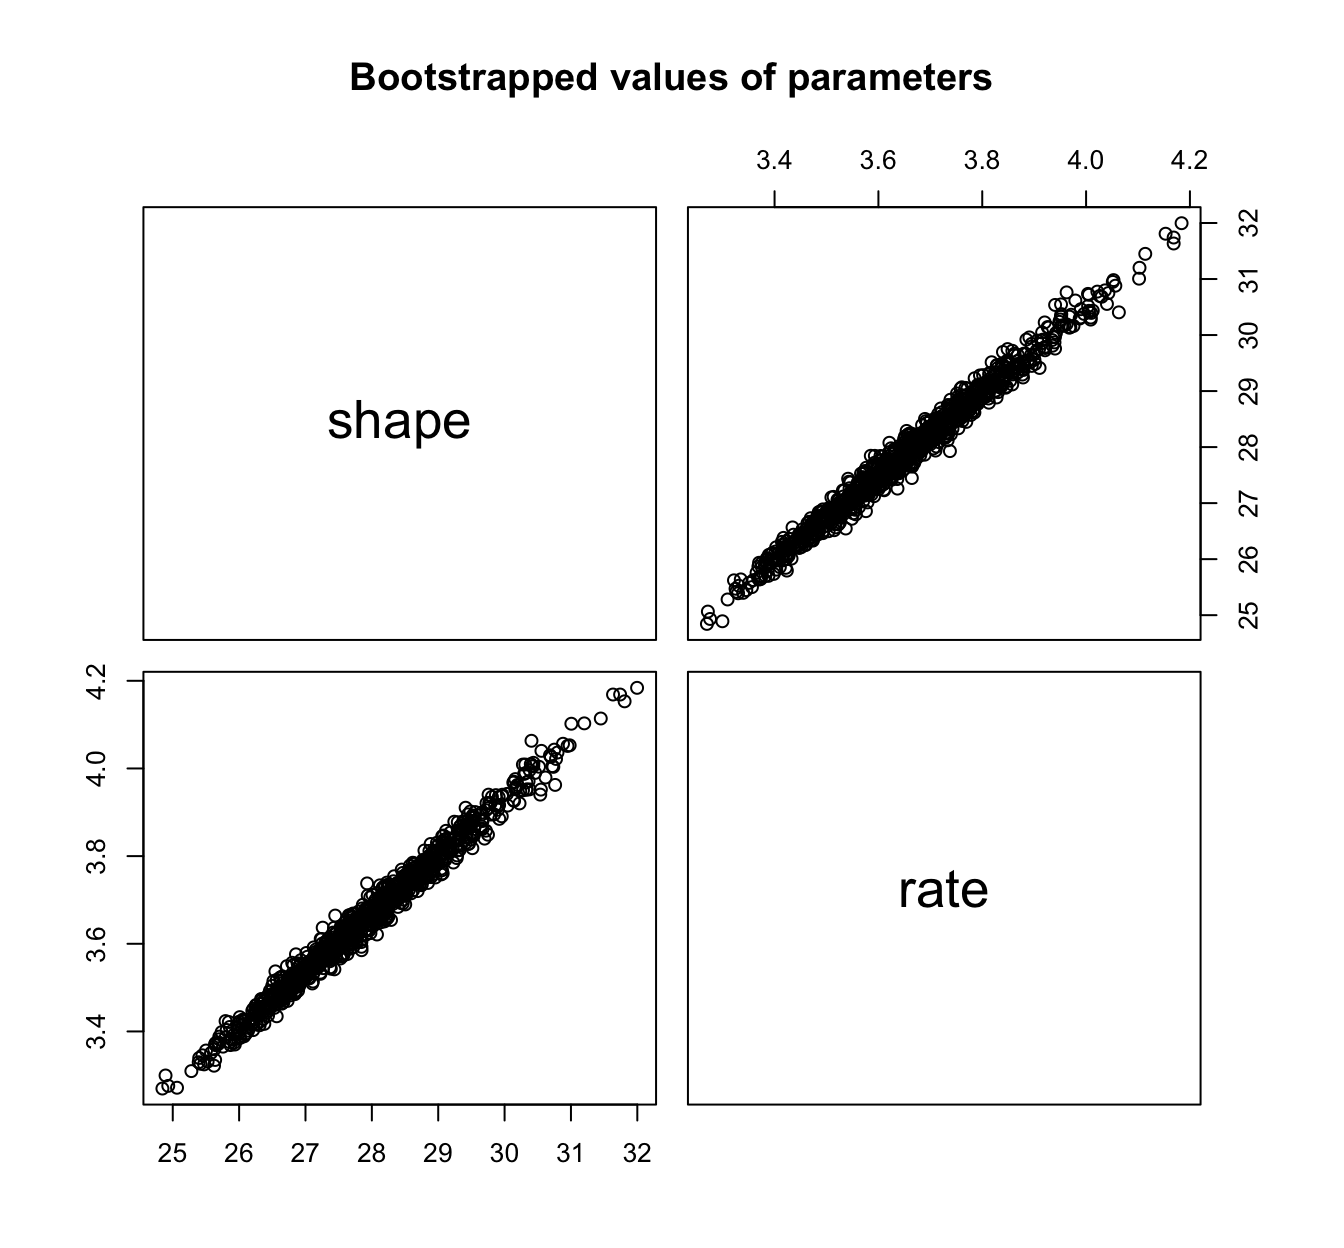 Bootstrapped values of parameters
3.4 3.6 3.8 4.0 4.2
shape
32
31
30
29
28
27
26
25
4.2
4.0
3.8
3.6
3.4
rate
25 26 27 28 29 30 31 32